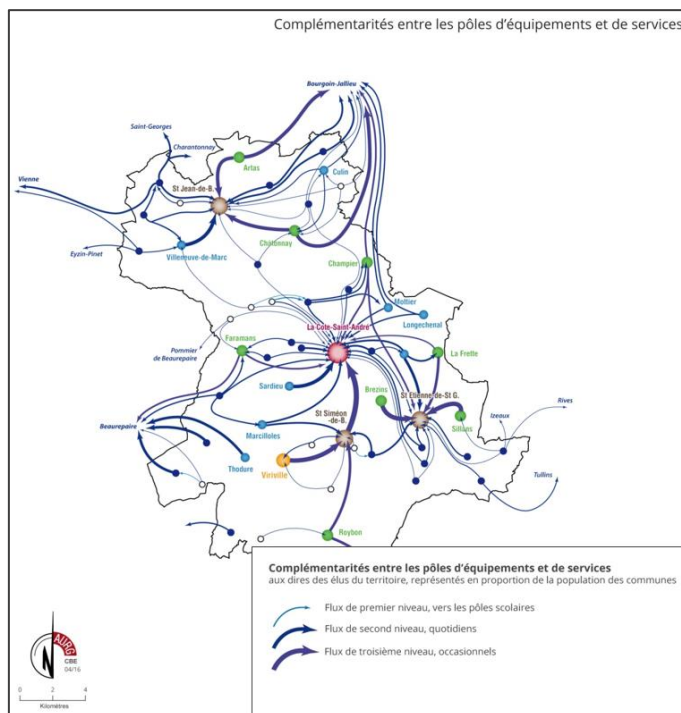 Complémentarités entre les pôles d'équipements et de services
Bourgoin-Jallieu
Saint-Georges
Charantonnay
Artas
Vienne
St Jean-de-B.
Culin
Eyzin-Pinet
Villeneuve-de-Marc
Châtonnay
Champier
Mottier
La Côte-Saint-André
Longechenal
Pommier
de Beaurepaire
Faramans
La Frette
Sardieu
Brezins
St Etienne-de-St G.
St Siméon
-de-B.
Izeaux
Rives
Sillans
Beaurepaire
Marcilloles
Thodure
Viriville
Tullins
Roybon
Complémentarités entre les pôles d'équipements et de services
aux dires des élus du territoire, représentés en proportion de la population des communes
Flux de premier niveau, vers les pôles scolaires
Flux de second niveau, quotidiens
Flux de troisième niveau, occasionnels
AURG
CBE
04/16
0 2 4
Kilomètres